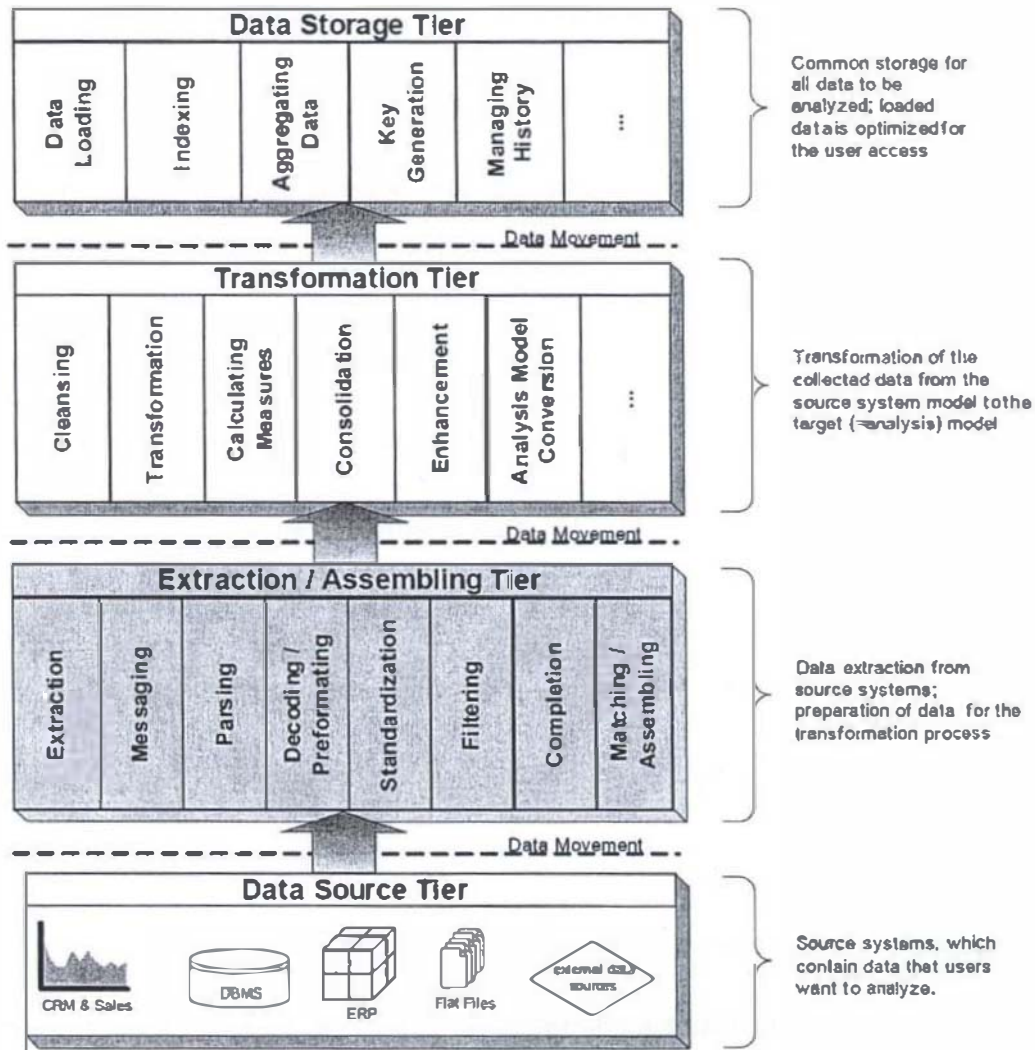 Data Storage Tier
Data
Loading
Indexing
Aggregating
Data
Key
Generation
Managing
History
...
Common storage for
all data to be
analyzed; loaded
data is optimized for
the user access
Data Movement
Transformation Tier
Cleansing
Transformation
Calculating
Measures
Consolidation
Enhancement
Analysis Model
Conversion
...
Transformation of the
collected data from the
source system model to the
target (=analysis) model
Data Movement
Extraction / Assembling Tier
Extraction
Messaging
Parsing
Decoding /
Preformating
Standardization
Filtering
Completion
Matching /
Assembling
Data extraction from
source systems;
preparation of data for the
transformation process
Data Movement
Data Source Tier
CRM & Sales
DBMS
ERP
Flat Files
external data
sources
Source systems, which
contain data that users
want to analyze.